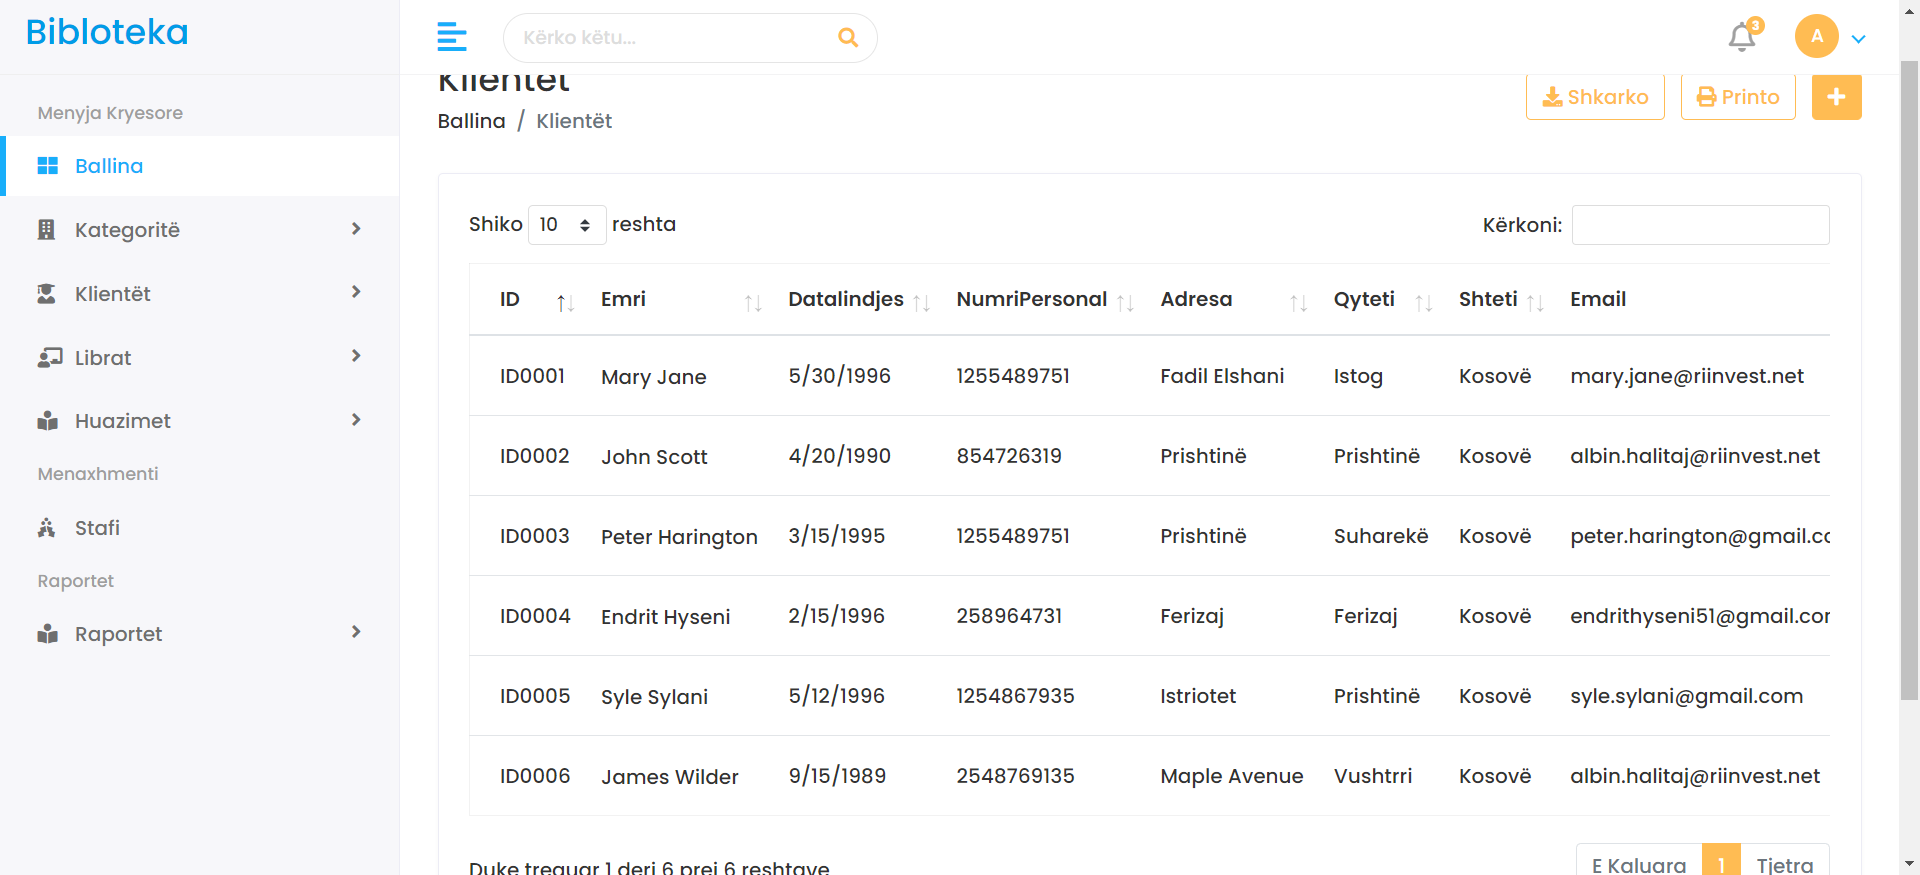 Bibloteka
Kërko këtu...
3
A
Menyja Kryesore
Ballina
Kategoritë
Klientët
Librat
Huazimet
Menaxhmenti
Stafi
Raportet
Raportet
Klientët
Ballina / Klientët
Shkarko
Printo
Shiko 10 reshta
Kërkoni:
ID Emri Datalindjes NumriPersonal Adresa Qyteti Shteti Email
ID0001 Mary Jane 5/30/1996 1255489751 Fadil Elshani Istog Kosovë mary.jane@riinvest.net
ID0002 John Scott 4/20/1990 854726319 Prishtinë Prishtinë Kosovë albin.halitaj@riinvest.net
ID0003 Peter Harington 3/15/1995 1255489751 Prishtinë Suharekë Kosovë peter.harington@gmail.co
ID0004 Endrit Hyseni 2/15/1996 258964731 Ferizaj Ferizaj Kosovë endrithyseni51@gmail.com
ID0005 Syle Sylani 5/12/1996 1254867935 Istriotet Prishtinë Kosovë syle.sylani@gmail.com
ID0006 James Wilder 9/15/1989 2548769135 Maple Avenue Vushtrri Kosovë albin.halitaj@riinvest.net
Duke treguar 1 deri 6 prej 6 reshtave
E Kaluara 1 Tjetra